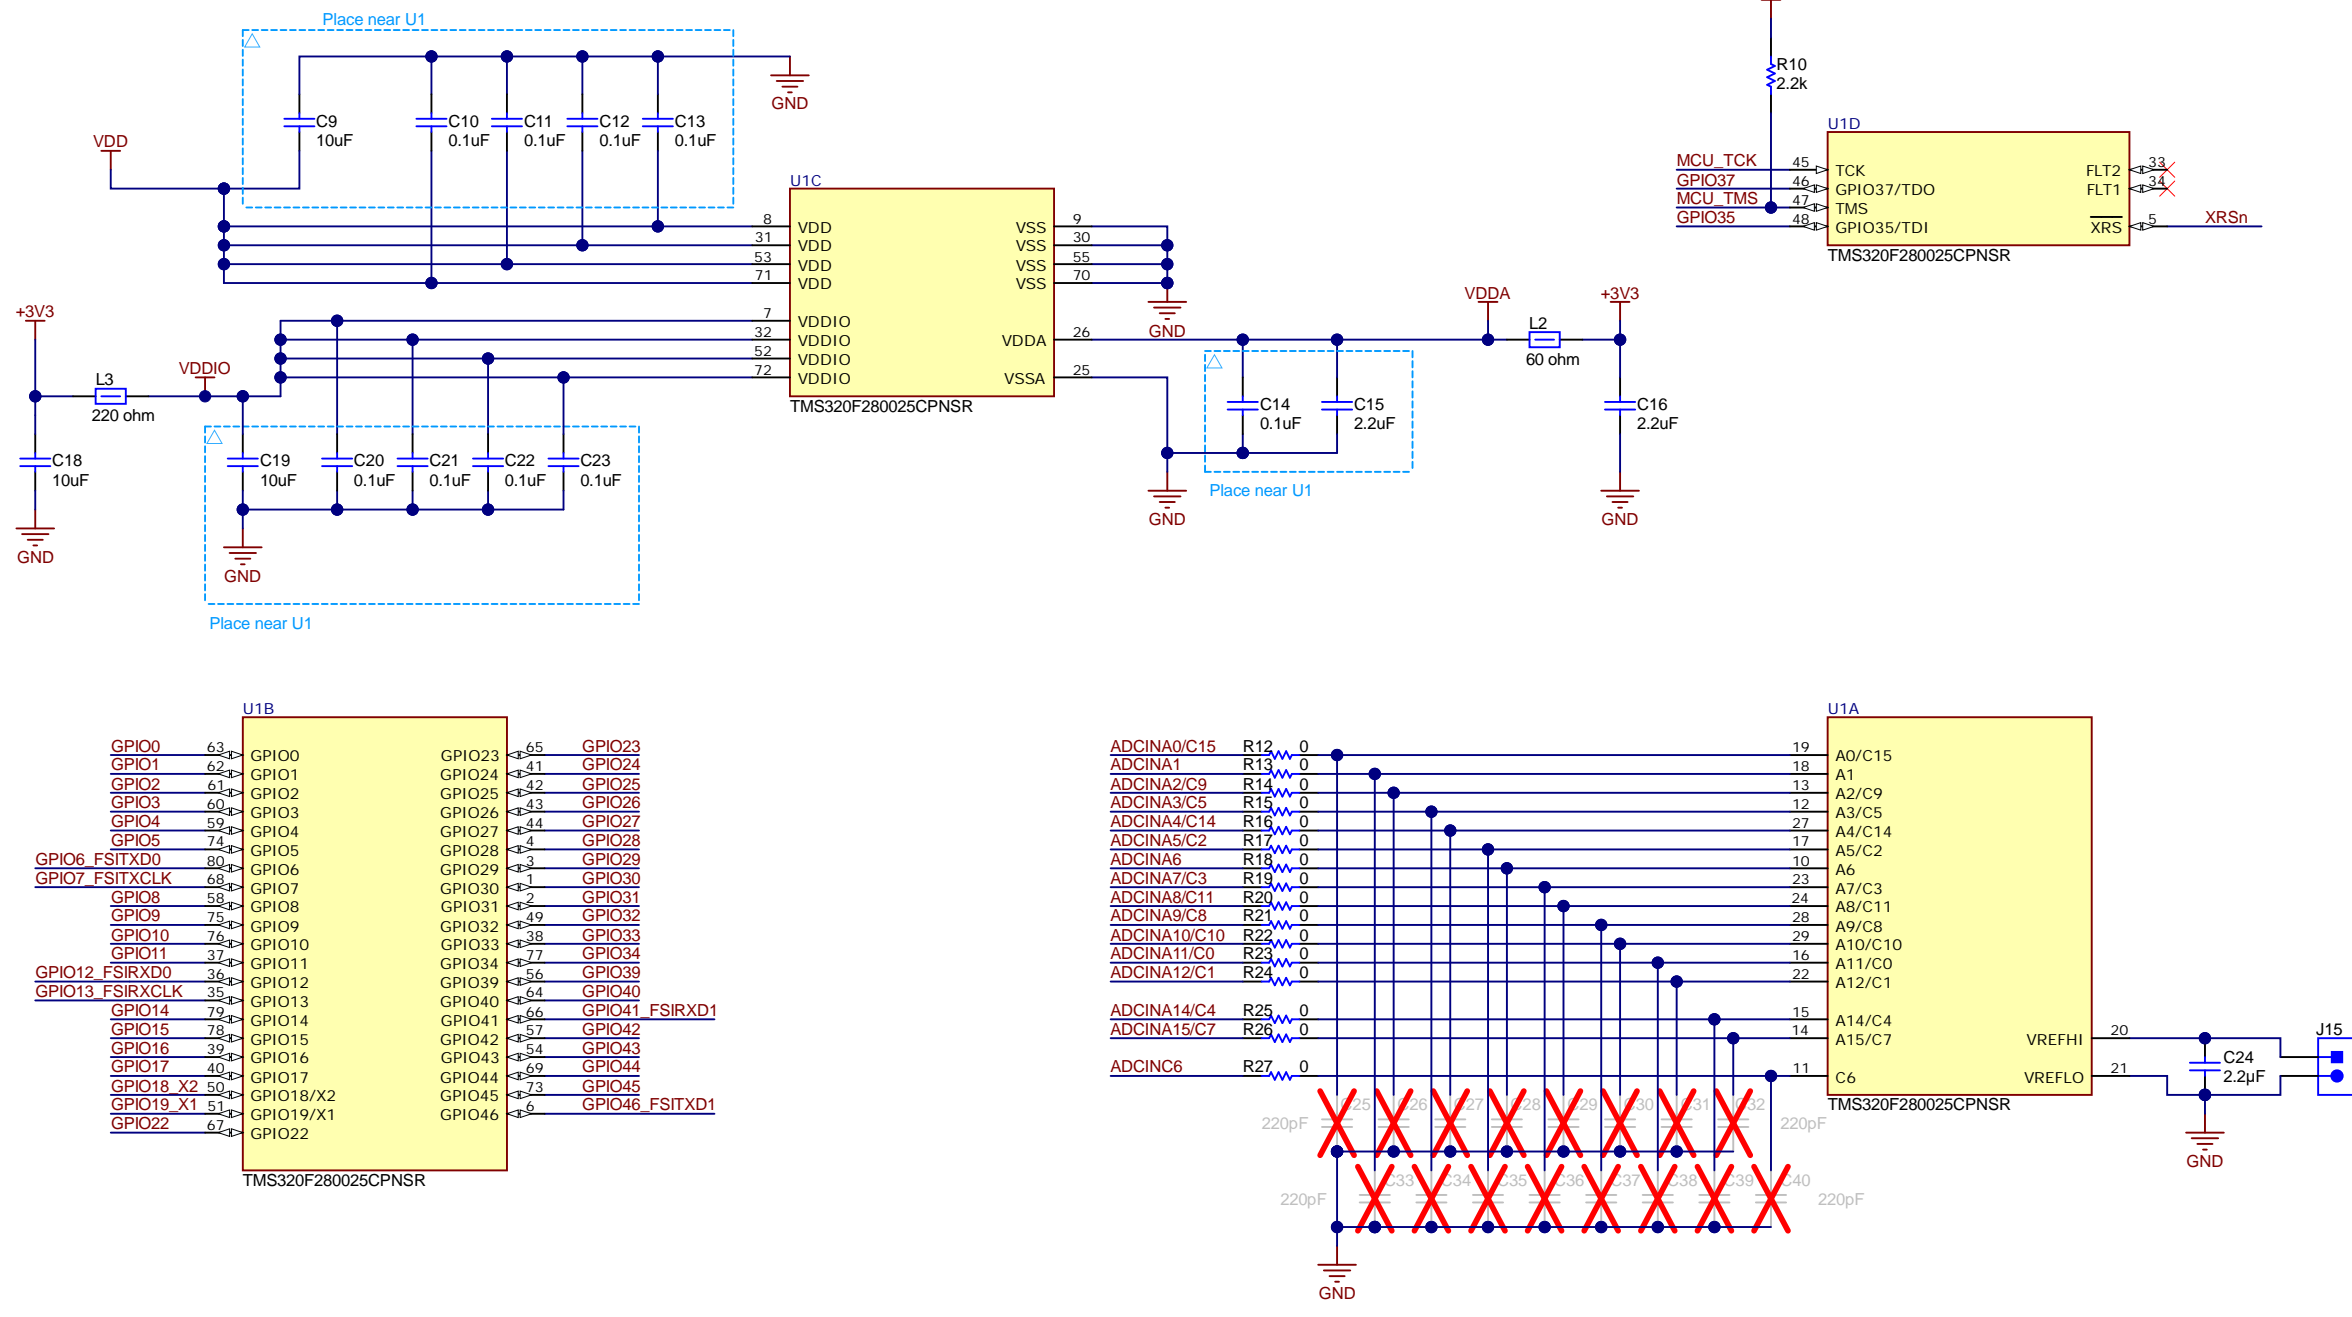 Place near U1
C9
10uF
C10
0.1uF
C11
0.1uF
C12
0.1uF
C13
0.1uF
GND
VDD
U1C
8 VDD
31 VDD
53 VDD
71 VDD
7 VDDIO
32 VDDIO
52 VDDIO
72 VDDIO
VSS 9
VSS 30
VSS 55
VSS 70
VDDA 26
VSSA 25
TMS320F280025CPNSR
GND
+3V3
L3
220 ohm
VDDIO
C18
10uF
GND
C19
10uF
C20
0.1uF
C21
0.1uF
C22
0.1uF
C23
0.1uF
GND
Place near U1
C14
0.1uF
C15
2.2uF
Place near U1
GND
VDDA
L2
60 ohm
+3V3
C16
2.2uF
GND
R10
2.2k
U1D
MCU_TCK 45 TCK
GPIO37 46 GPIO37/TDO
MCU_TMS 47 TMS
GPIO35 48 GPIO35/TDI
FLT2 33
FLT1 34
XRS 5 XRSn
TMS320F280025CPNSR
U1B
GPIO0 63 GPIO0 GPIO23 65 GPIO23
GPIO1 62 GPIO1 GPIO24 41 GPIO24
GPIO2 61 GPIO2 GPIO25 42 GPIO25
GPIO3 60 GPIO3 GPIO26 43 GPIO26
GPIO4 59 GPIO4 GPIO27 44 GPIO27
GPIO5 74 GPIO5 GPIO28 4 GPIO28
GPIO6_FSITXD0 80 GPIO6 GPIO29 3 GPIO29
GPIO7_FSITXCLK 68 GPIO7 GPIO30 1 GPIO30
GPIO8 58 GPIO8 GPIO31 2 GPIO31
GPIO9 75 GPIO9 GPIO32 49 GPIO32
GPIO10 76 GPIO10 GPIO33 38 GPIO33
GPIO11 37 GPIO11 GPIO34 77 GPIO34
GPIO12_FSIRXD0 36 GPIO12 GPIO39 56 GPIO39
GPIO13_FSIRXCLK 35 GPIO13 GPIO40 64 GPIO40
GPIO14 79 GPIO14 GPIO41 66 GPIO41_FSIRXD1
GPIO15 78 GPIO15 GPIO42 57 GPIO42
GPIO16 39 GPIO16 GPIO43 54 GPIO43
GPIO17 40 GPIO17 GPIO44 69 GPIO44
GPIO18_X2 50 GPIO18/X2 GPIO45 73 GPIO45
GPIO19_X1 51 GPIO19/X1 GPIO46 6 GPIO46_FSITXD1
GPIO22 67 GPIO22
TMS320F280025CPNSR
U1A
ADCINA0/C15 R12 0 19 A0/C15
ADCINA1 R13 0 18 A1
ADCINA2/C9 R14 0 13 A2/C9
ADCINA3/C5 R15 0 12 A3/C5
ADCINA4/C14 R16 0 27 A4/C14
ADCINA5/C2 R17 0 17 A5/C2
ADCINA6 R18 0 10 A6
ADCINA7/C3 R19 0 23 A7/C3
ADCINA8/C11 R20 0 24 A8/C11
ADCINA9/C8 R21 0 28 A9/C8
ADCINA10/C10 R22 0 29 A10/C10
ADCINA11/C0 R23 0 16 A11/C0
ADCINA12/C1 R24 0 22 A12/C1
ADCINA14/C4 R25 0 15 A14/C4
ADCINA15/C7 R26 0 14 A15/C7
ADCINC6 R27 0 11 C6
VREFHI 20
VREFLO 21
TMS320F280025CPNSR
C24
2.2µF
J15
GND
C25 C26 C27 C28 C29 C30 C31 C32
220pF 220pF
C33 C34 C35 C36 C37 C38 C39 C40
220pF 220pF
GND